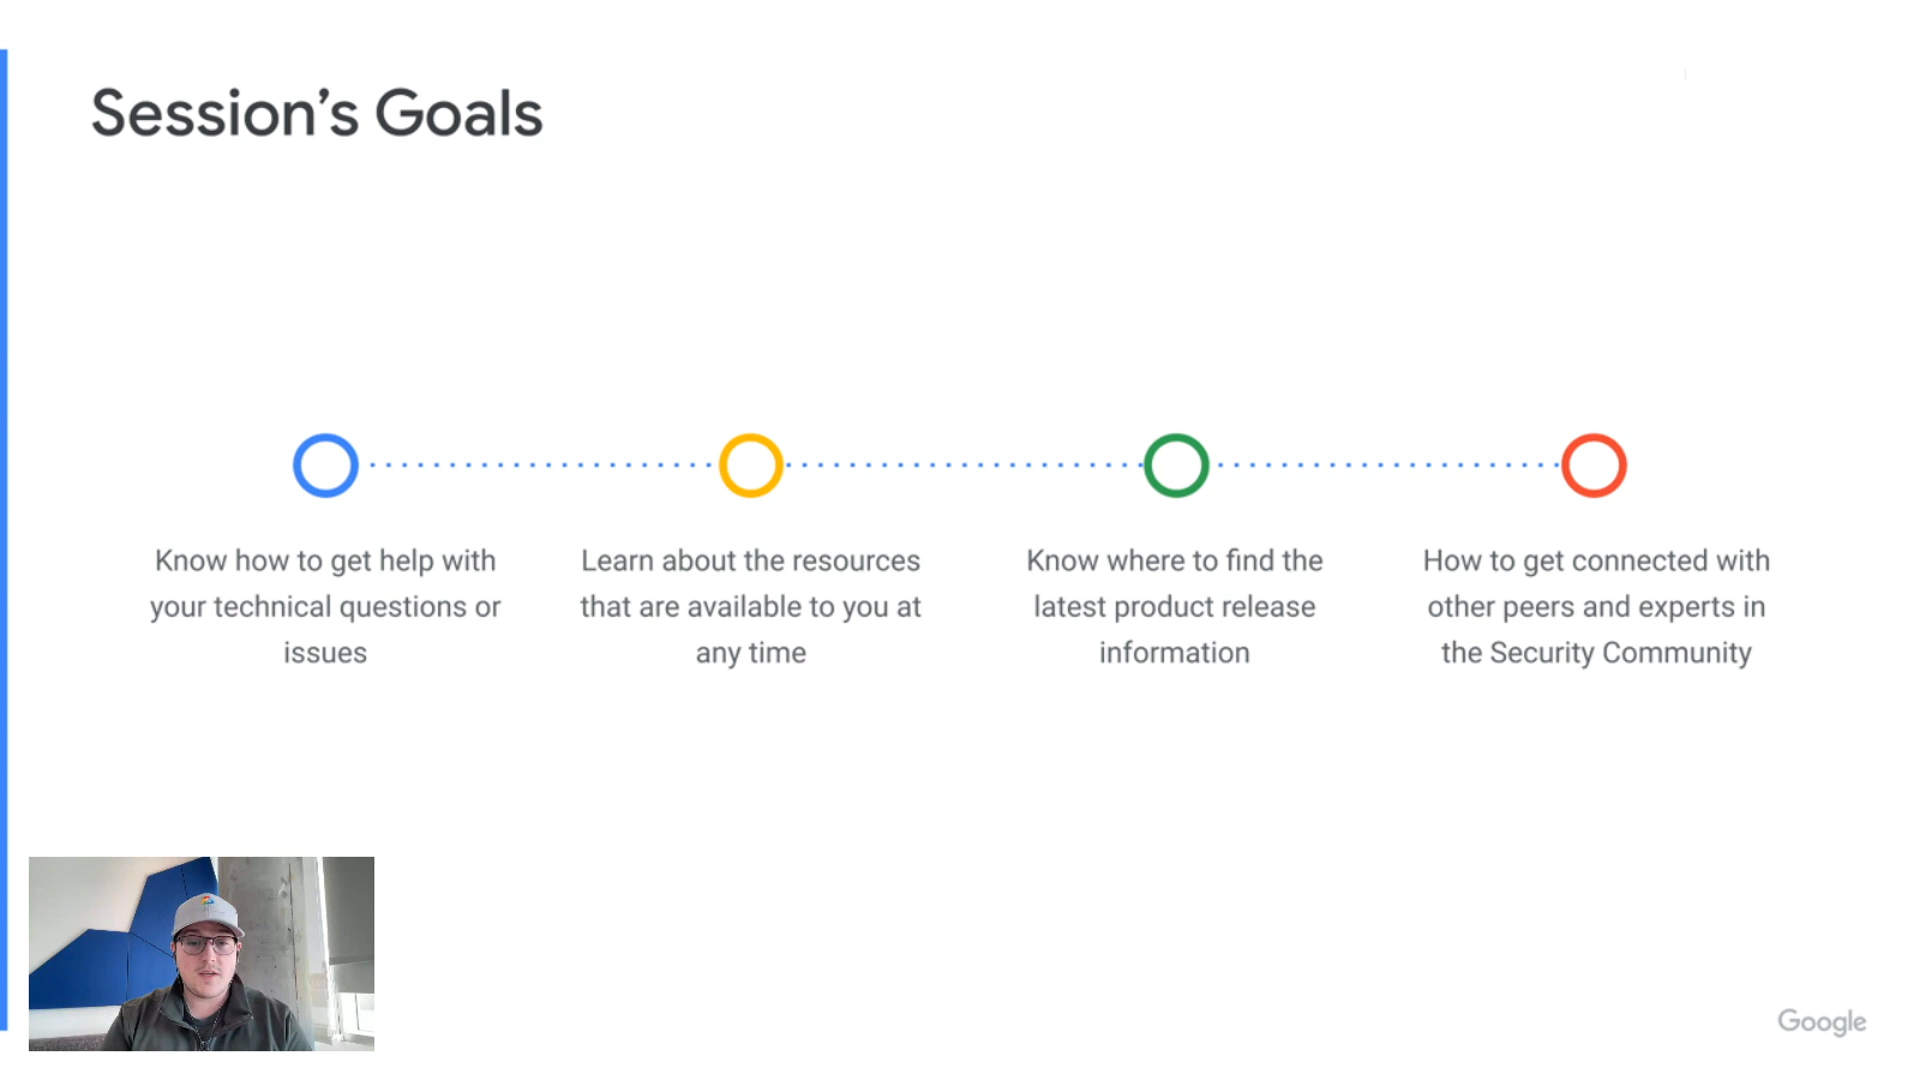 Session’s Goals
Know how to get help with
your technical questions or
issues
Learn about the resources
that are available to you at
any time
Know where to find the
latest product release
information
How to get connected with
other peers and experts in
the Security Community
Google